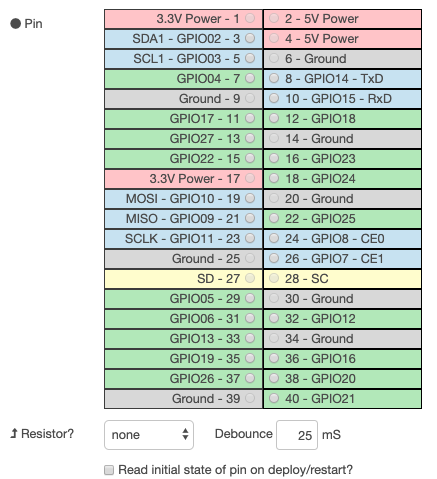 Pin
3.3V Power - 1 2 - 5V Power
SDA1 - GPIO02 - 3 4 - 5V Power
SCL1 - GPIO03 - 5 6 - Ground
GPIO04 - 7 8 - GPIO14 - TxD
Ground - 9 10 - GPIO15 - RxD
GPIO17 - 11 12 - GPIO18
GPIO27 - 13 14 - Ground
GPIO22 - 15 16 - GPIO23
3.3V Power - 17 18 - GPIO24
MOSI - GPIO10 - 19 20 - Ground
MISO - GPIO09 - 21 22 - GPIO25
SCLK - GPIO11 - 23 24 - GPIO8 - CE0
Ground - 25 26 - GPIO7 - CE1
SD - 27 28 - SC
GPIO05 - 29 30 - Ground
GPIO06 - 31 32 - GPIO12
GPIO13 - 33 34 - Ground
GPIO19 - 35 36 - GPIO16
GPIO26 - 37 38 - GPIO20
Ground - 39 40 - GPIO21
Resistor? none Debounce 25 mS
Read initial state of pin on deploy/restart?